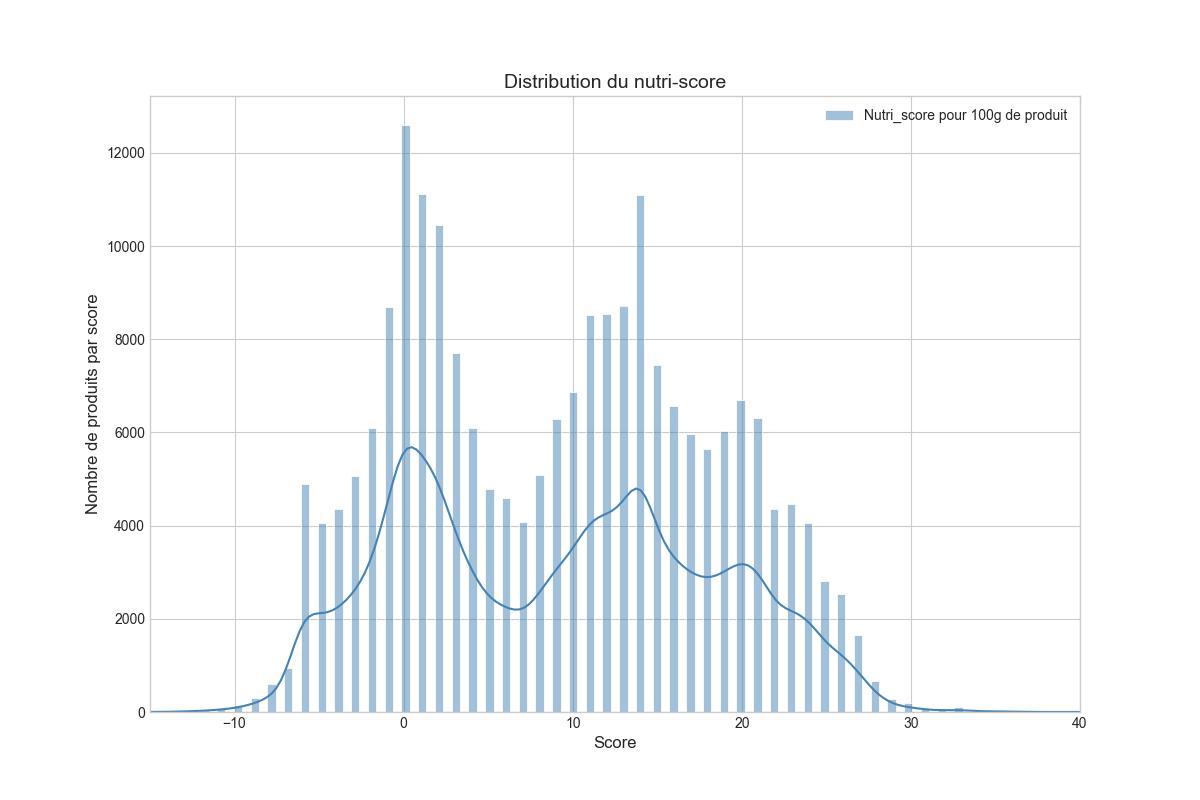 Distribution du nutri-score
Nutri_score pour 100g de produit
12000
10000
8000
6000
4000
2000
0
Nombre de produits par score
−10 0 10 20 30 40
Score